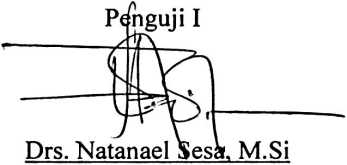 Penguji I
Drs. Natanael Sesa, M.Si